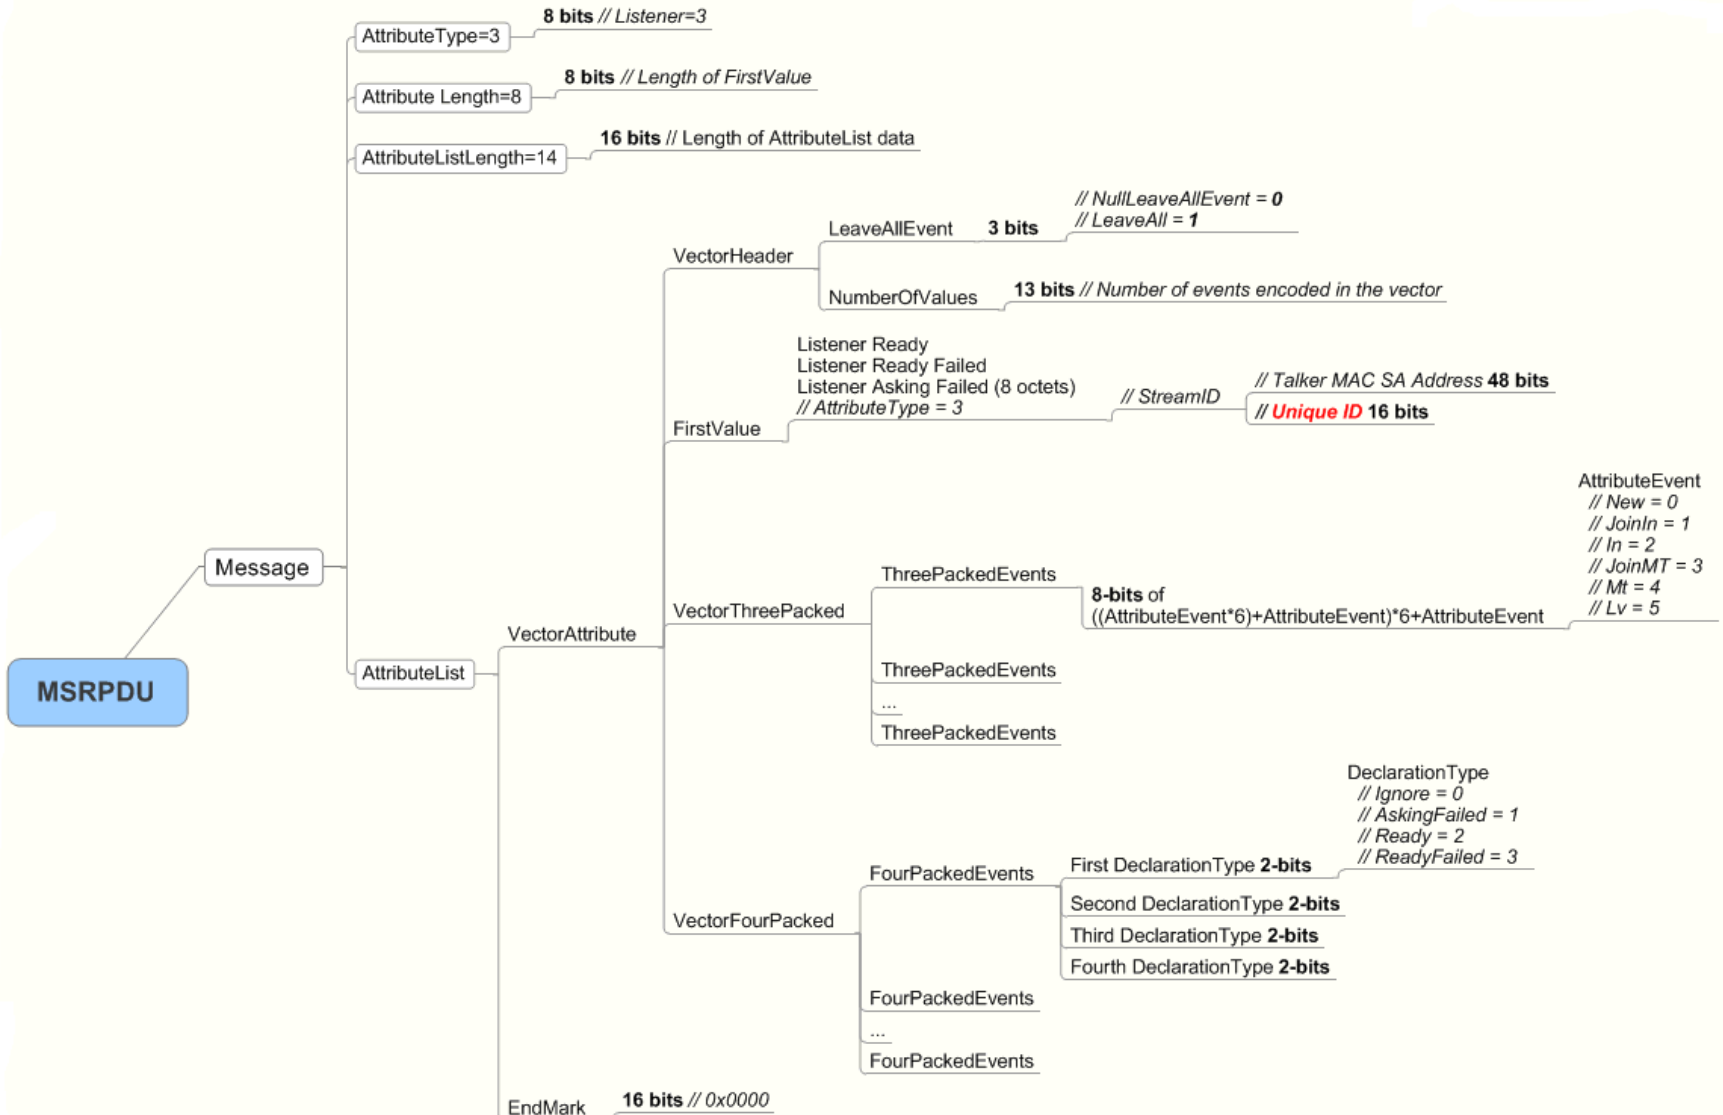 8 bits // Listener=3
AttributeType=3
8 bits // Length of FirstValue
Attribute Length=8
16 bits // Length of AttributeList data
AttributeListLength=14
// NullLeaveAllEvent = 0
// LeaveAll = 1
LeaveAllEvent 3 bits
VectorHeader
13 bits // Number of events encoded in the vector
NumberOfValues
Listener Ready
Listener Ready Failed
Listener Asking Failed (8 octets)
// AttributeType = 3
// StreamID
// Talker MAC SA Address 48 bits
// Unique ID 16 bits
FirstValue
AttributeEvent
// New = 0
// JoinIn = 1
// In = 2
// JoinMT = 3
// Mt = 4
// Lv = 5
ThreePackedEvents
8-bits of
((AttributeEvent*6)+AttributeEvent)*6+AttributeEvent
VectorThreePacked
ThreePackedEvents
...
ThreePackedEvents
Message
VectorAttribute
AttributeList
MSRPDU
DeclarationType
// Ignore = 0
// AskingFailed = 1
// Ready = 2
// ReadyFailed = 3
FourPackedEvents
First DeclarationType 2-bits
Second DeclarationType 2-bits
Third DeclarationType 2-bits
Fourth DeclarationType 2-bits
VectorFourPacked
FourPackedEvents
...
FourPackedEvents
EndMark
16 bits // 0x0000